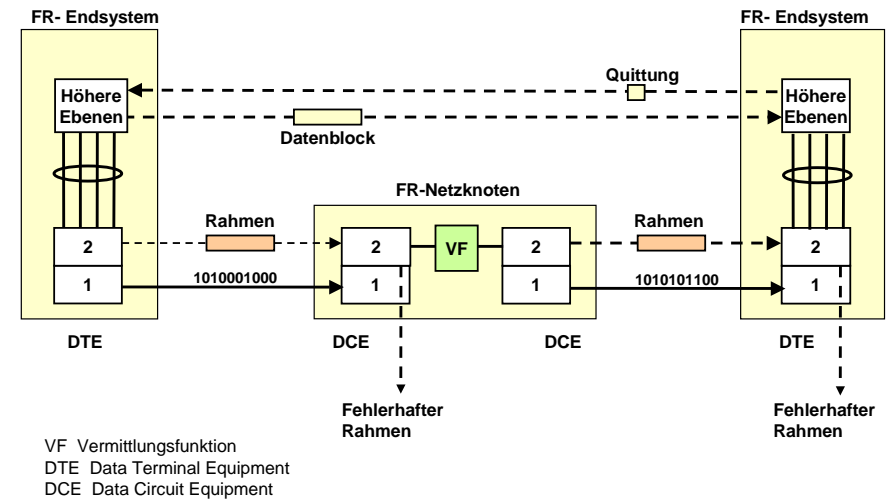 FR- Endsystem
FR- Endsystem
Quittung
Höhere
Ebenen
Höhere
Ebenen
Datenblock
FR-Netzknoten
Rahmen
Rahmen
2
2
VF
2
2
1010001000
1010101100
1
1
1
1
DTE
DCE
DCE
DTE
Fehlerhafter
Rahmen
Fehlerhafter
Rahmen
VF Vermittlungsfunktion
DTE Data Terminal Equipment
DCE Data Circuit Equipment